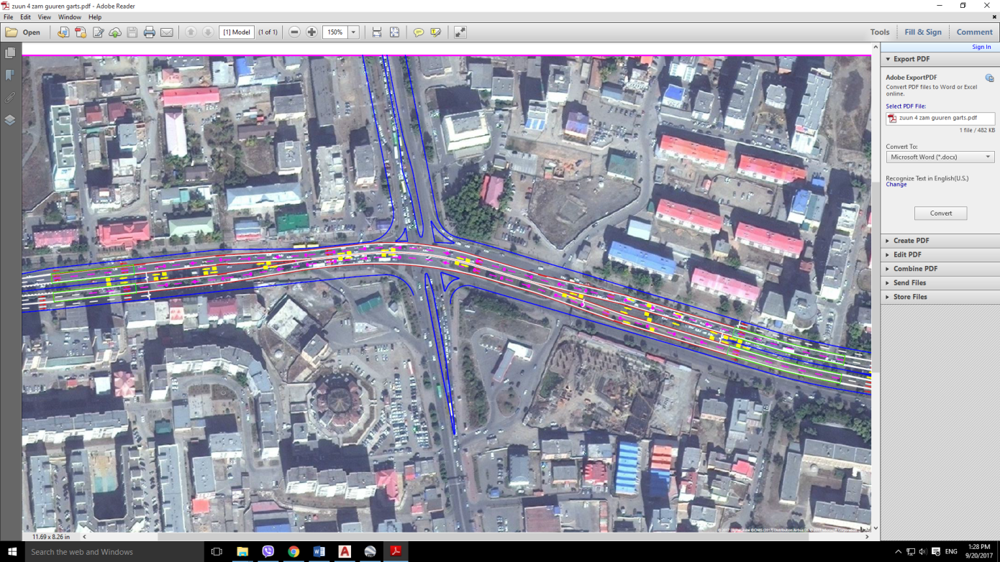 zuun 4 zam guuren garts.pdf - Adobe Reader
File Edit View Window Help
Open [1] Model (1 of 1) 150% Tools Fill & Sign Comment
Sign In
Export PDF
Adobe ExportPDF
Convert PDF files to Word or Excel
online.
Select PDF File:
zuun 4 zam guuren garts.pdf
1 file / 482 KB
Convert To:
Microsoft Word (*.docx)
Recognize Text in English(U.S.)
Change
Convert
Create PDF
Edit PDF
Combine PDF
Send Files
Store Files
11.69 x 8.26 in
Search the web and Windows
ENG
1:28 PM
9/20/2017